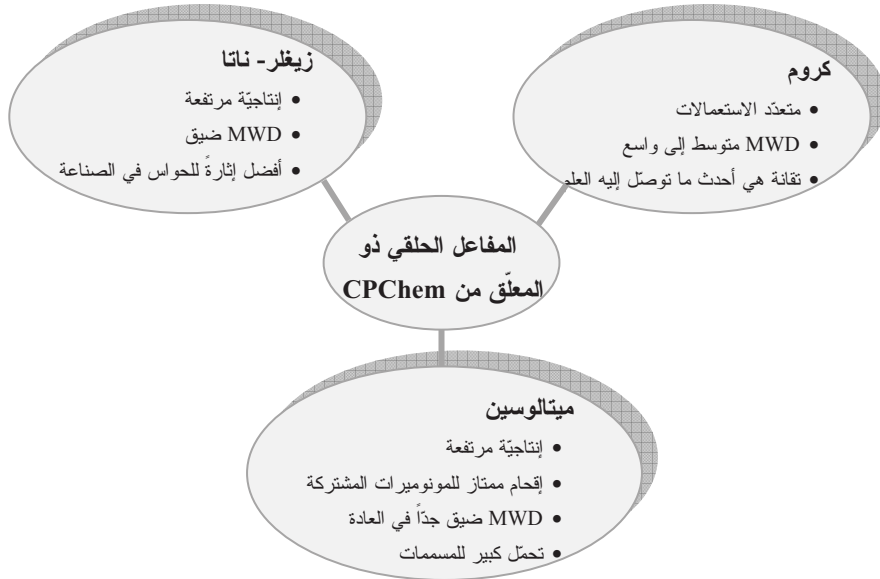 كروم
• متعدّد الاستعمالات
• MWD متوسط إلى واسع
• تقانة هي أحدث ما توصّل إليه العلم
زيغلر- ناتا
• إنتاجيّة مرتفعة
• MWD ضيق
• أفضل إثارةً للحواس في الصناعة
المفاعل الحلقي ذو
المعلّق من CPChem
ميتالوسين
• إنتاجيّة مرتفعة
• إقحام ممتاز للمونوميرات المشتركة
• MWD ضيق جدّاً في العادة
• تحمّل كبير للمسممات